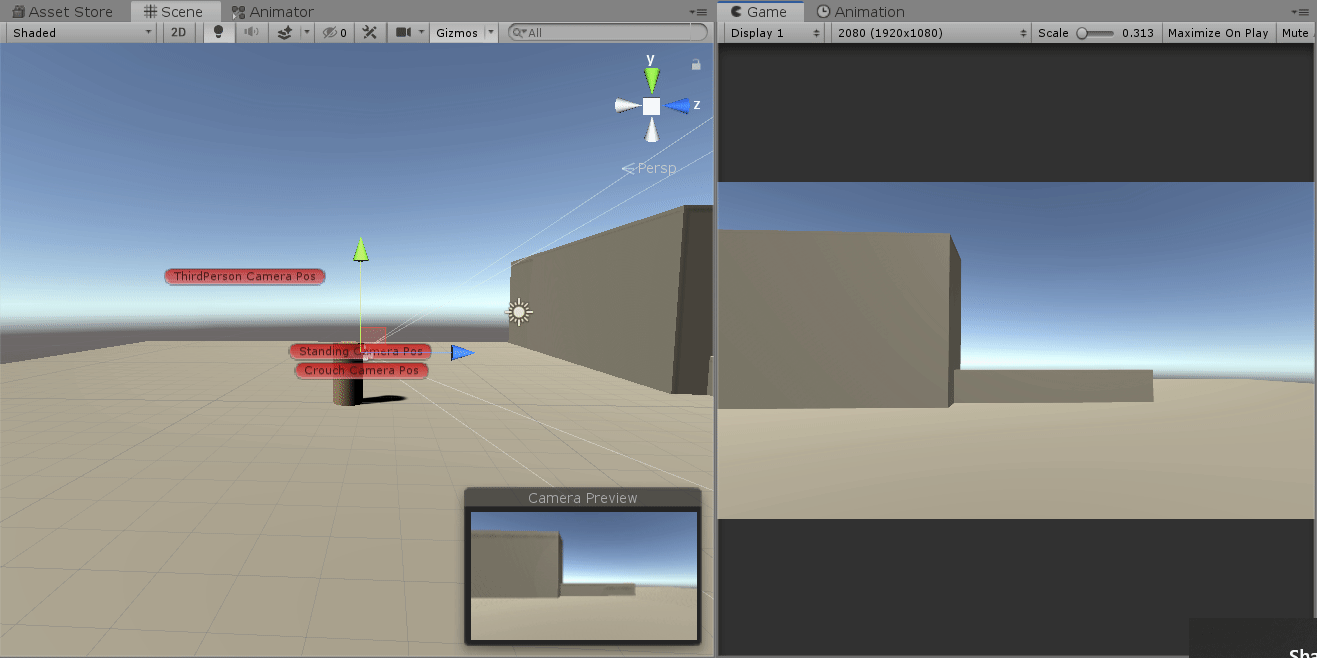 Asset Store
Scene
Animator
Game
Animation
Shaded
2D
0
Gizmos
All
Display 1
2080 (1920x1080)
Scale
0.313
Maximize On Play
Mute
y
z
Persp
ThirdPerson Camera Pos
Standing Camera Pos
Crouch Camera Pos
Camera Preview
Sha